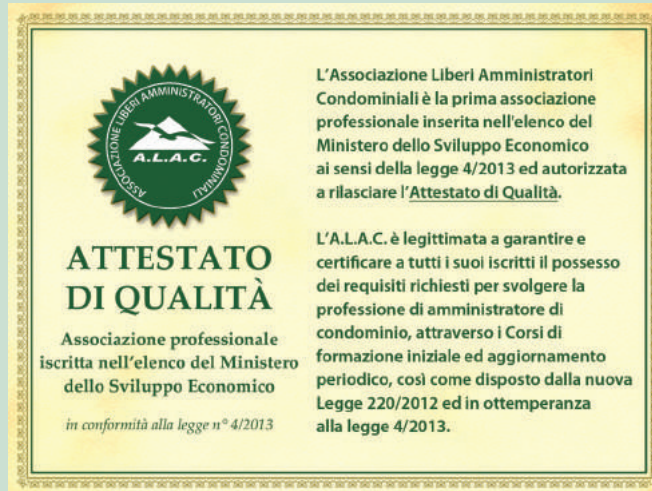 ASSOCIAZIONE LIBERI AMMINISTRATORI CONDOMINIALI
A.L.A.C.
ATTESTATO
DI QUALITÀ
Associazione professionale
iscritta nell'elenco del Ministero
dello Sviluppo Economico
in conformità alla legge n° 4/2013
L'Associazione Liberi Amministratori
Condominiali è la prima associazione
professionale inserita nell'elenco del
Ministero dello Sviluppo Economico
ai sensi della legge 4/2013 ed autorizzata
a rilasciare l'Attestato di Qualità.
L'A.L.A.C. è legittimata a garantire e
certificare a tutti i suoi iscritti il possesso
dei requisiti richiesti per svolgere la
professione di amministratore di
condominio, attraverso i Corsi di
formazione iniziale ed aggiornamento
periodico, così come disposto dalla nuova
Legge 220/2012 ed in ottemperanza
alla legge 4/2013.